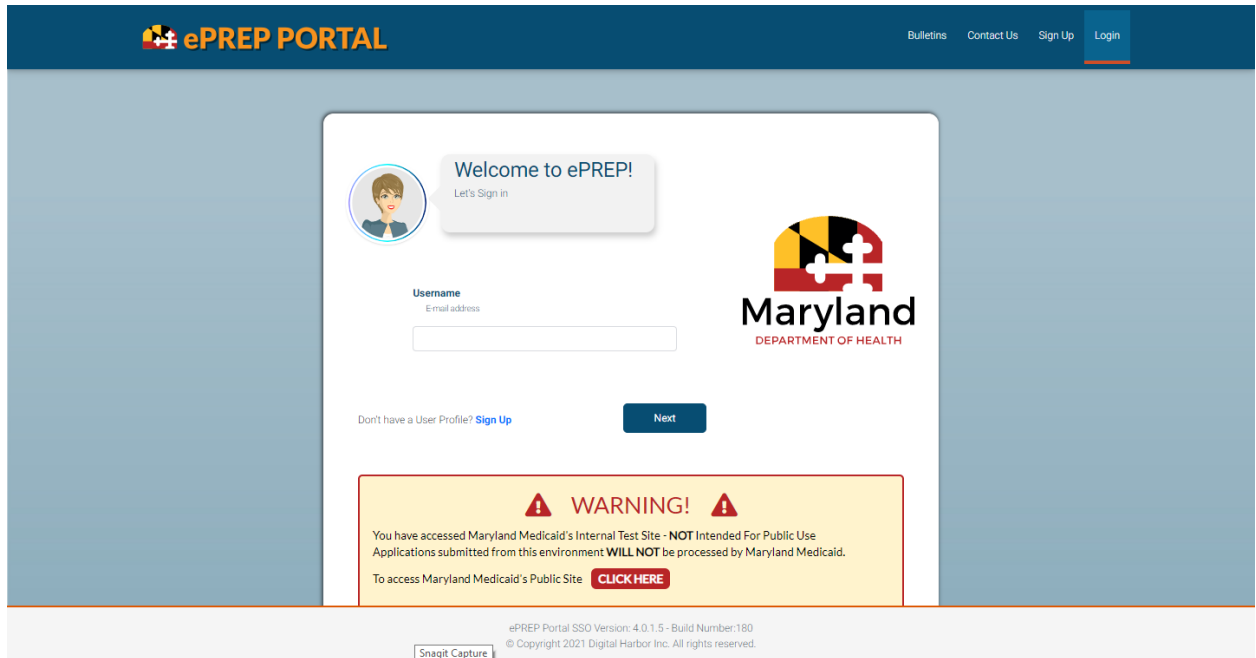 ePREP PORTAL
Bulletins Contact Us Sign Up Login
Welcome to ePREP!
Let's Sign in
Username
E-mail address
Maryland
DEPARTMENT OF HEALTH
Don't have a User Profile? Sign Up
Next
WARNING!
You have accessed Maryland Medicaid's Internal Test Site - NOT Intended For Public Use
Applications submitted from this environment WILL NOT be processed by Maryland Medicaid.
To access Maryland Medicaid's Public Site CLICK HERE
ePREP Portal SSO Version: 4.0.1.5 - Build Number:180
© Copyright 2021 Digital Harbor Inc. All rights reserved.
Snagit Capture